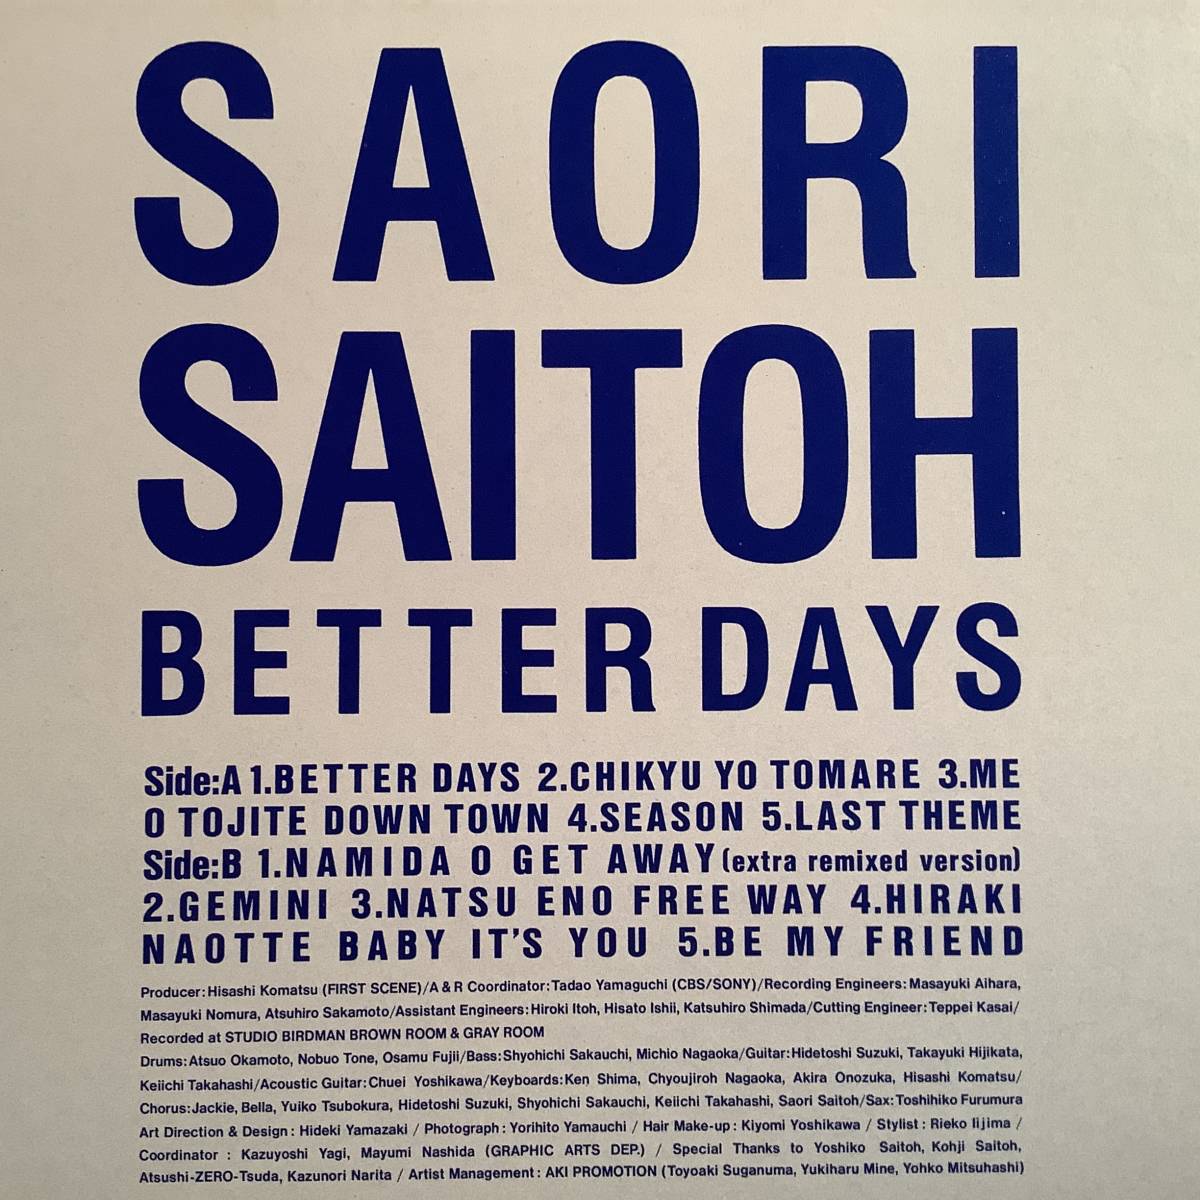 SAORI
SAITOH
BETTER DAYS
Side:A 1.BETTER DAYS 2.CHIKYU YO TOMARE 3.ME
O TOJITE DOWN TOWN 4.SEASON 5.LAST THEME
Side:B 1.NAMIDA O GET AWAY (extra remixed version)
2.GEMINI 3.NATSU ENO FREE WAY 4.HIRAKI
NAOTTE BABY IT'S YOU 5.BE MY FRIEND
Producer:Hisashi Komatsu (FIRST SCENE)/A & R Coordinator:Tadao Yamaguchi (CBS/SONY)/Recording Engineers:Masayuki Aihara,
Masayuki Nomura, Atsuhiro Sakamoto/Assistant Engineers:Hiroki Itoh, Hisato Ishii, Katsuhiro Shimada/Cutting Engineer:Teppei Kasai/
Recorded at STUDIO BIRDMAN BROWN ROOM & GRAY ROOM
Drums:Atsuo Okamoto, Nobuo Tone, Osamu Fujii/Bass:Shyohichi Sakauchi, Michio Nagaoka/Guitar:Hidetoshi Suzuki, Takayuki Hijikata,
Keiichi Takahashi/Acoustic Guitar:Chuei Yoshikawa/Keyboards:Ken Shima, Chyoujiroh Nagaoka, Akira Onozuka, Hisashi Komatsu/
Chorus:Jackie, Bella, Yuiko Tsubokura, Hidetoshi Suzuki, Shyohichi Sakauchi, Keiichi Takahashi, Saori Saitoh/Sax:Toshihiko Furumura
Art Direction & Design : Hideki Yamazaki / Photograph : Yorihito Yamauchi / Hair Make-up : Kiyomi Yoshikawa / Stylist : Rieko Iijima /
Coordinator : Kazuyoshi Yagi, Mayumi Nashida (GRAPHIC ARTS DEP.) / Special Thanks to Yoshiko Saitoh, Kohji Saitoh,
Atsushi-ZERO-Tsuda, Kazunori Narita / Artist Management : AKI PROMOTION (Toyoaki Suganuma, Yukiharu Mine, Yohko Mitsuhashi)